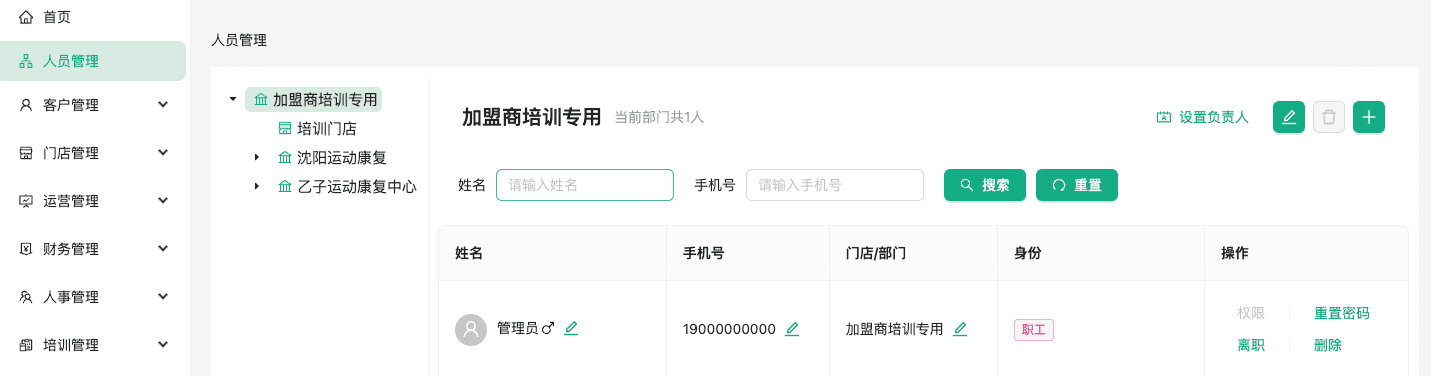 首页
人员管理
客户管理
门店管理
运营管理
财务管理
人事管理
培训管理
人员管理
加盟商培训专用
培训门店
沈阳运动康复
乙子运动康复中心
加盟商培训专用 当前部门共1人 设置负责人
姓名 请输入姓名 手机号 请输入手机号 搜索 重置
姓名 手机号 门店/部门 身份 操作
管理员 19000000000 加盟商培训专用 职工
权限 重置密码
离职 删除